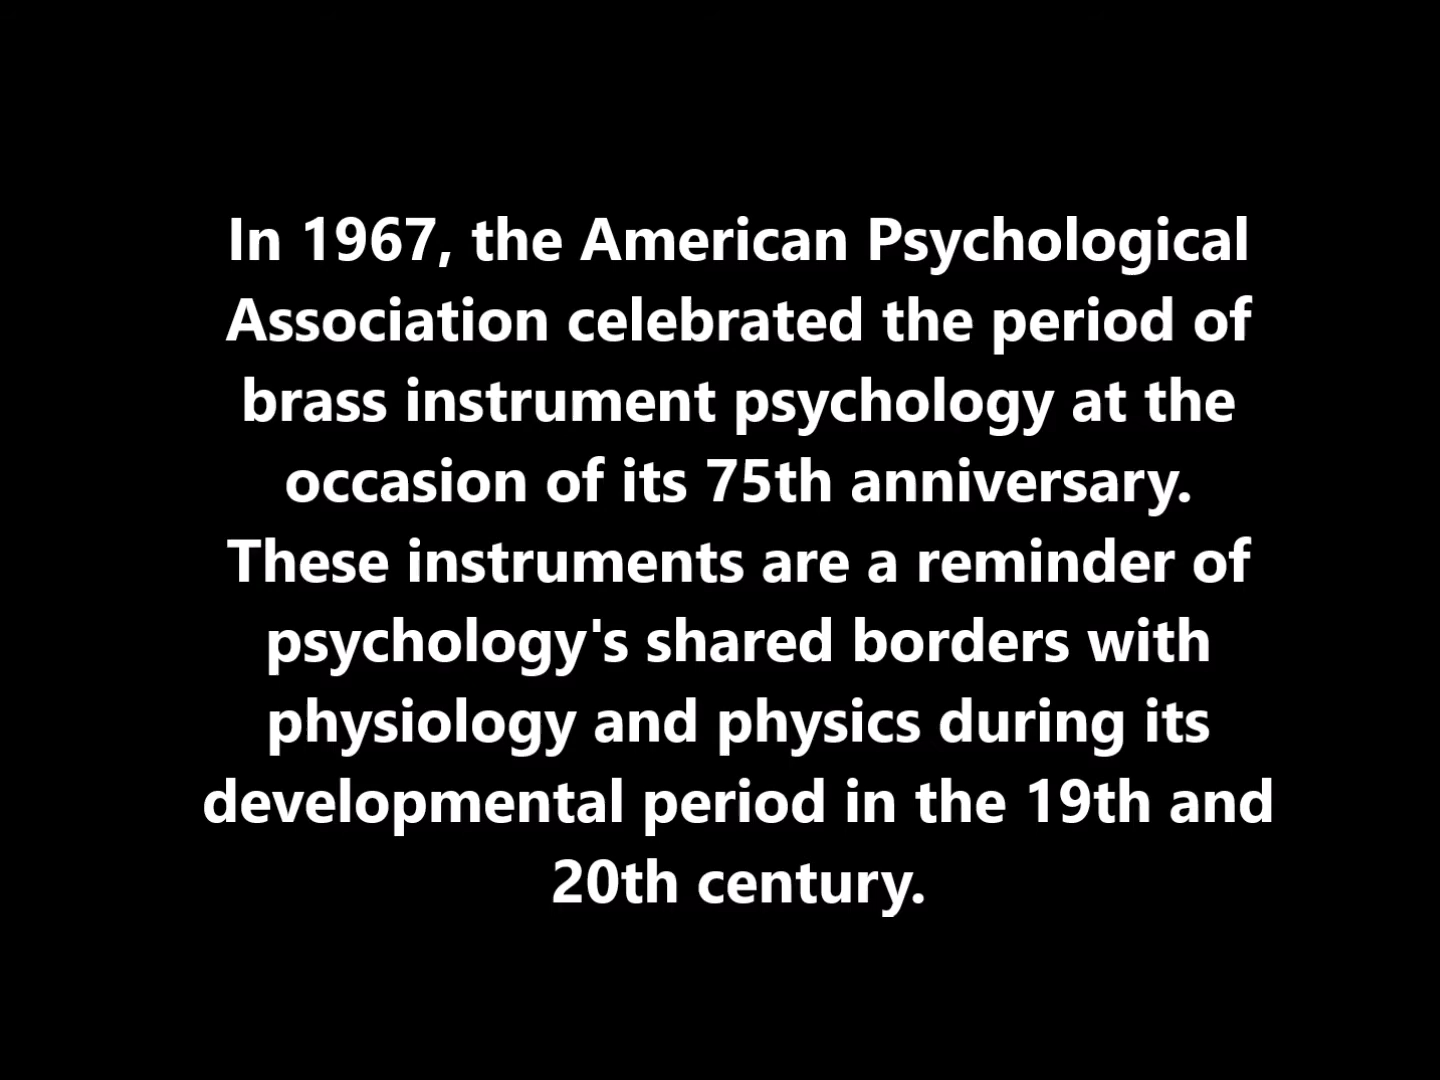 In 1967, the American Psychological
Association celebrated the period of
brass instrument psychology at the
occasion of its 75th anniversary.
These instruments are a reminder of
psychology's shared borders with
physiology and physics during its
developmental period in the 19th and
20th century.